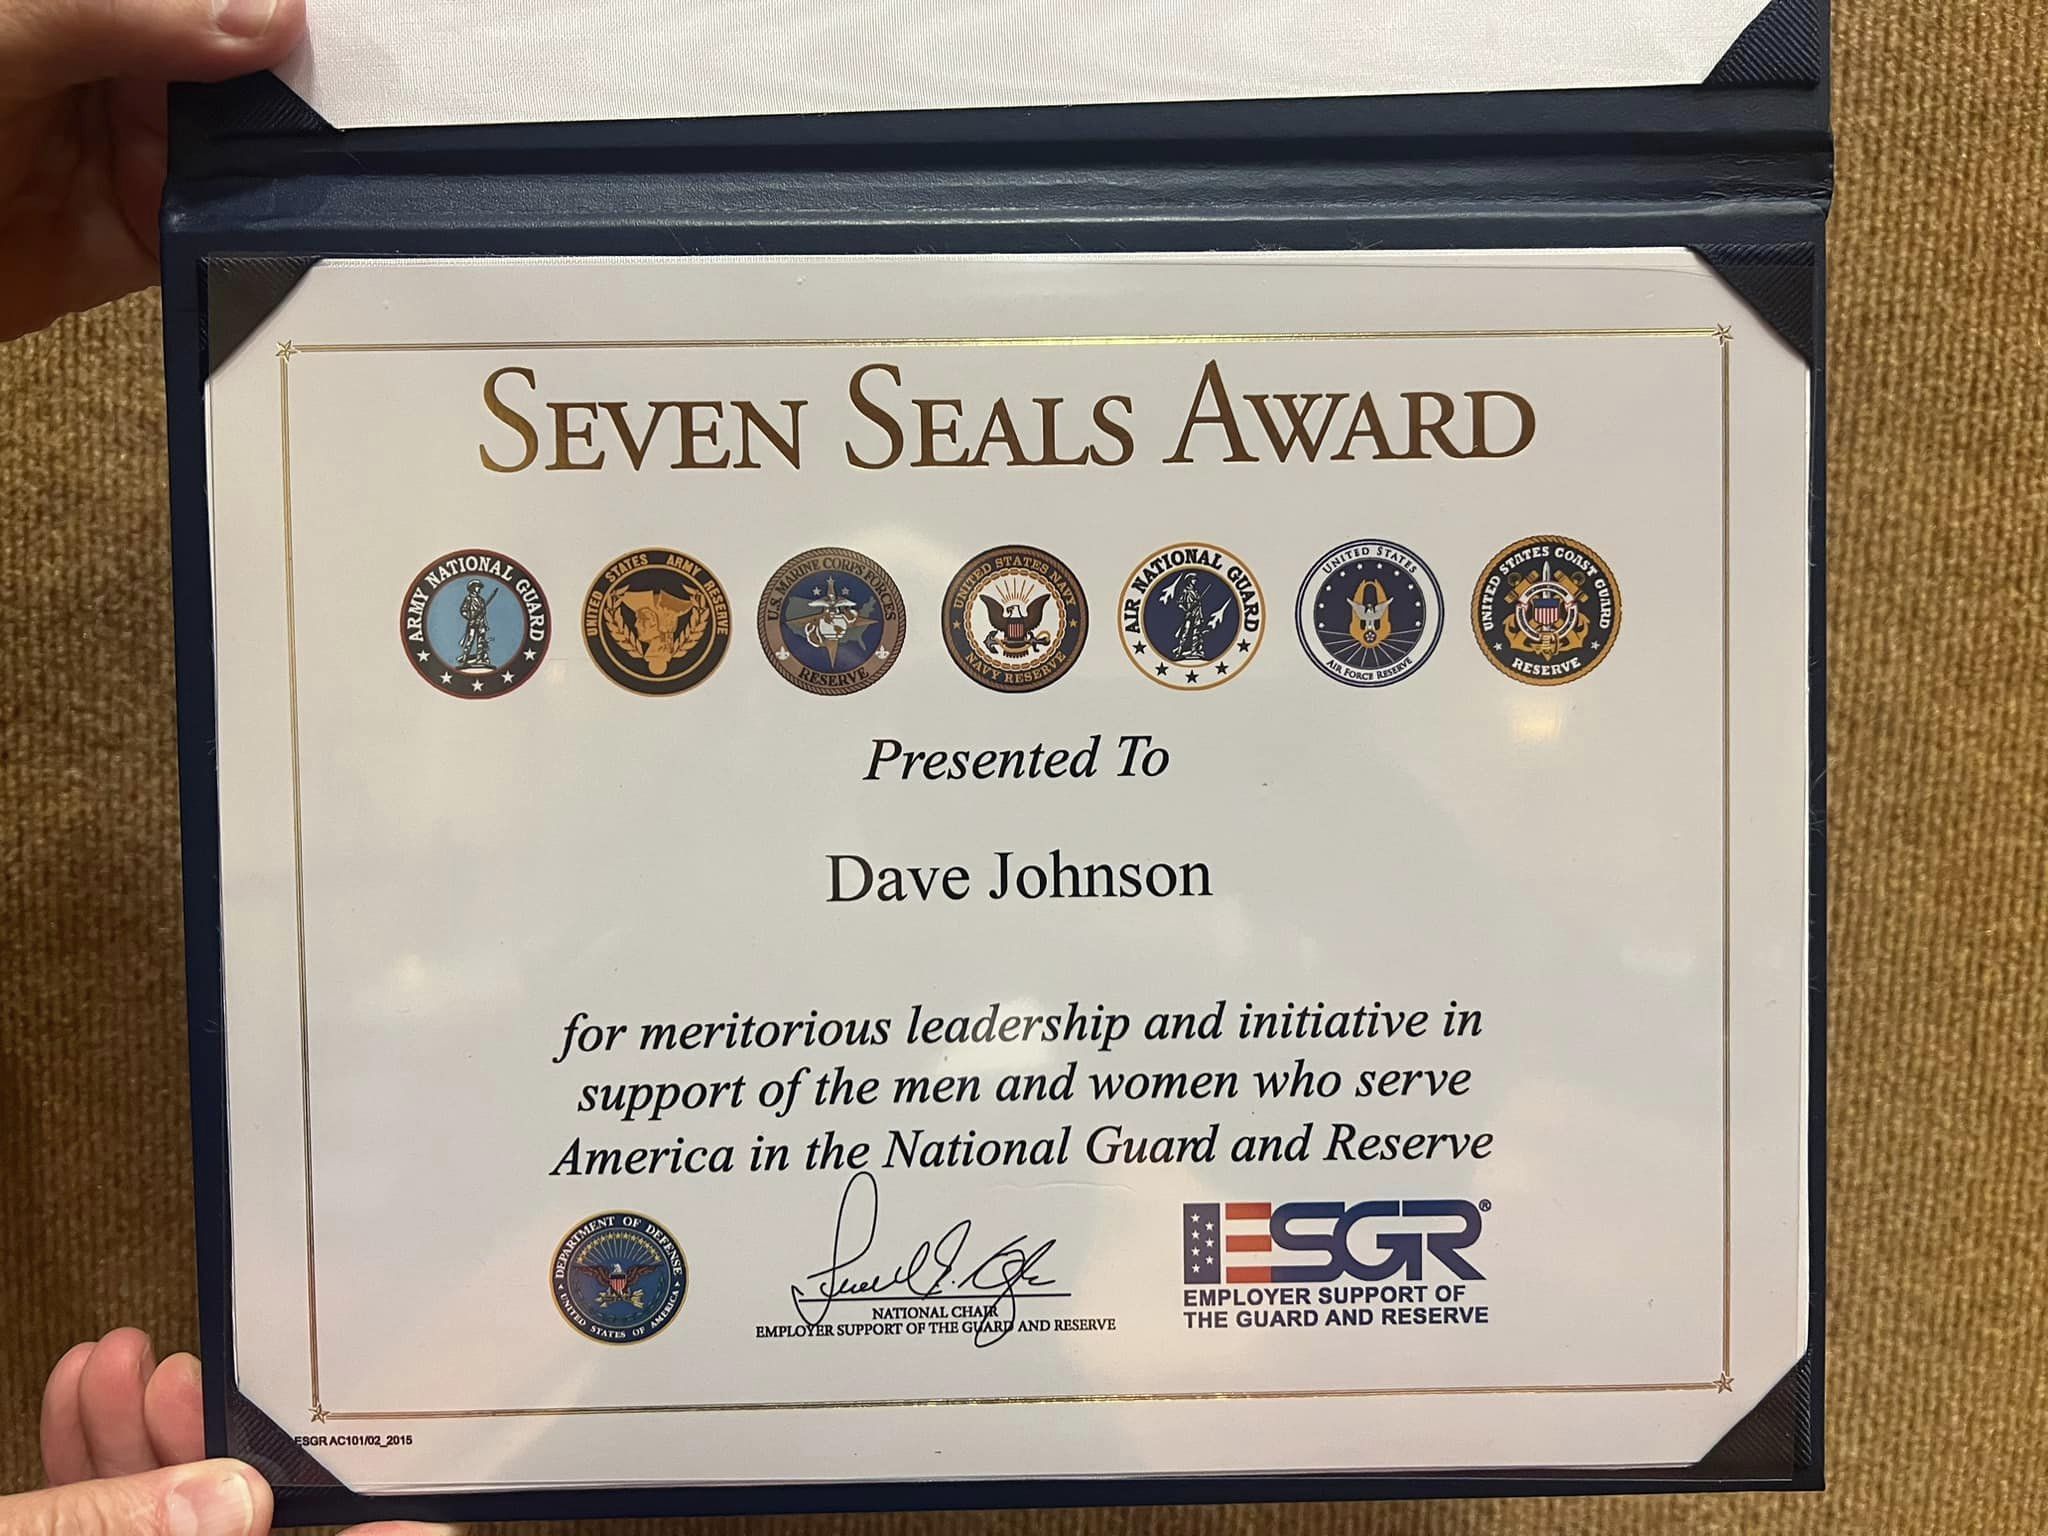 SEVEN SEALS AWARD
ARMY NATIONAL GUARD
UNITED STATES ARMY RESERVE
U.S. MARINE CORPS FORCES
RESERVE
UNITED STATES NAVY
NAVY RESERVE
AIR NATIONAL GUARD
UNITED STATES
AIR FORCE RESERVE
UNITED STATES COAST GUARD
RESERVE
Presented To
Dave Johnson
for meritorious leadership and initiative in
support of the men and women who serve
America in the National Guard and Reserve
DEPARTMENT OF DEFENSE
UNITED STATES OF AMERICA
NATIONAL CHAIR
EMPLOYER SUPPORT OF THE GUARD AND RESERVE
ESGR®
EMPLOYER SUPPORT OF
THE GUARD AND RESERVE
ESGR AC101/02_2015